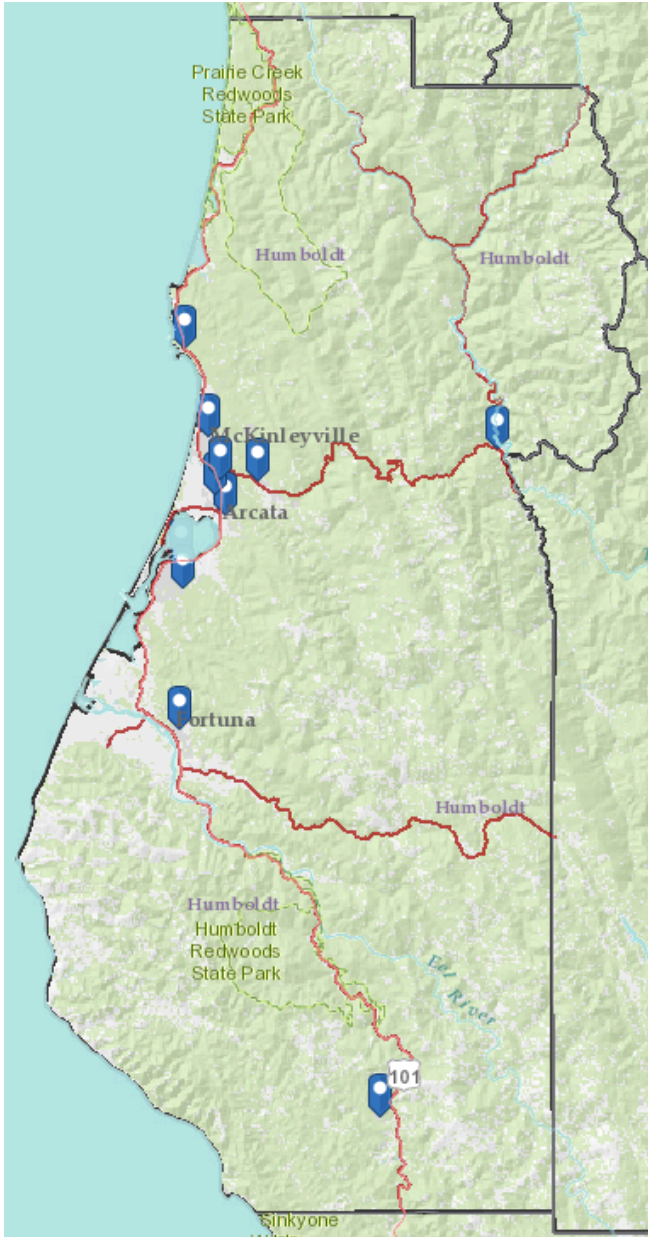 Prairie Creek
Redwoods
State Park
Humboldt
Humboldt
McKinleyville
Arcata
Fortuna
Humboldt
Humboldt
Humboldt
Redwoods
State Park
Eel River
101
Sinkyone